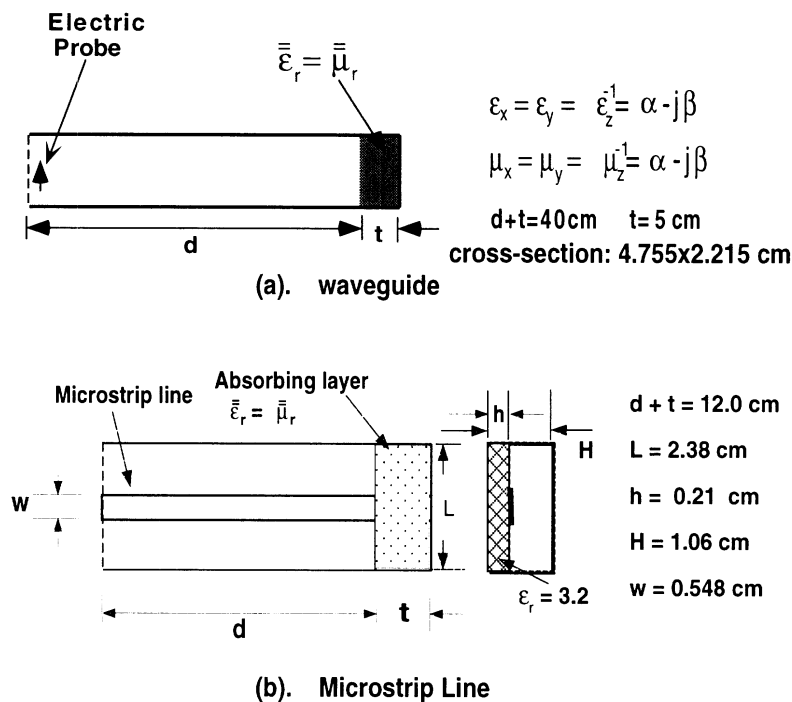 Electric
Probe
ε̿r = μ̿r
εx = εy = εz⁻¹ = α - jβ
μx = μy = μz⁻¹ = α - jβ
d+t=40cm t= 5 cm
cross-section: 4.755x2.215 cm
d
t
(a). waveguide
Microstrip line
Absorbing layer
ε̿r = μ̿r
h
H
w
L
d
t
εr = 3.2
d + t = 12.0 cm
L = 2.38 cm
h = 0.21 cm
H = 1.06 cm
w = 0.548 cm
(b). Microstrip Line